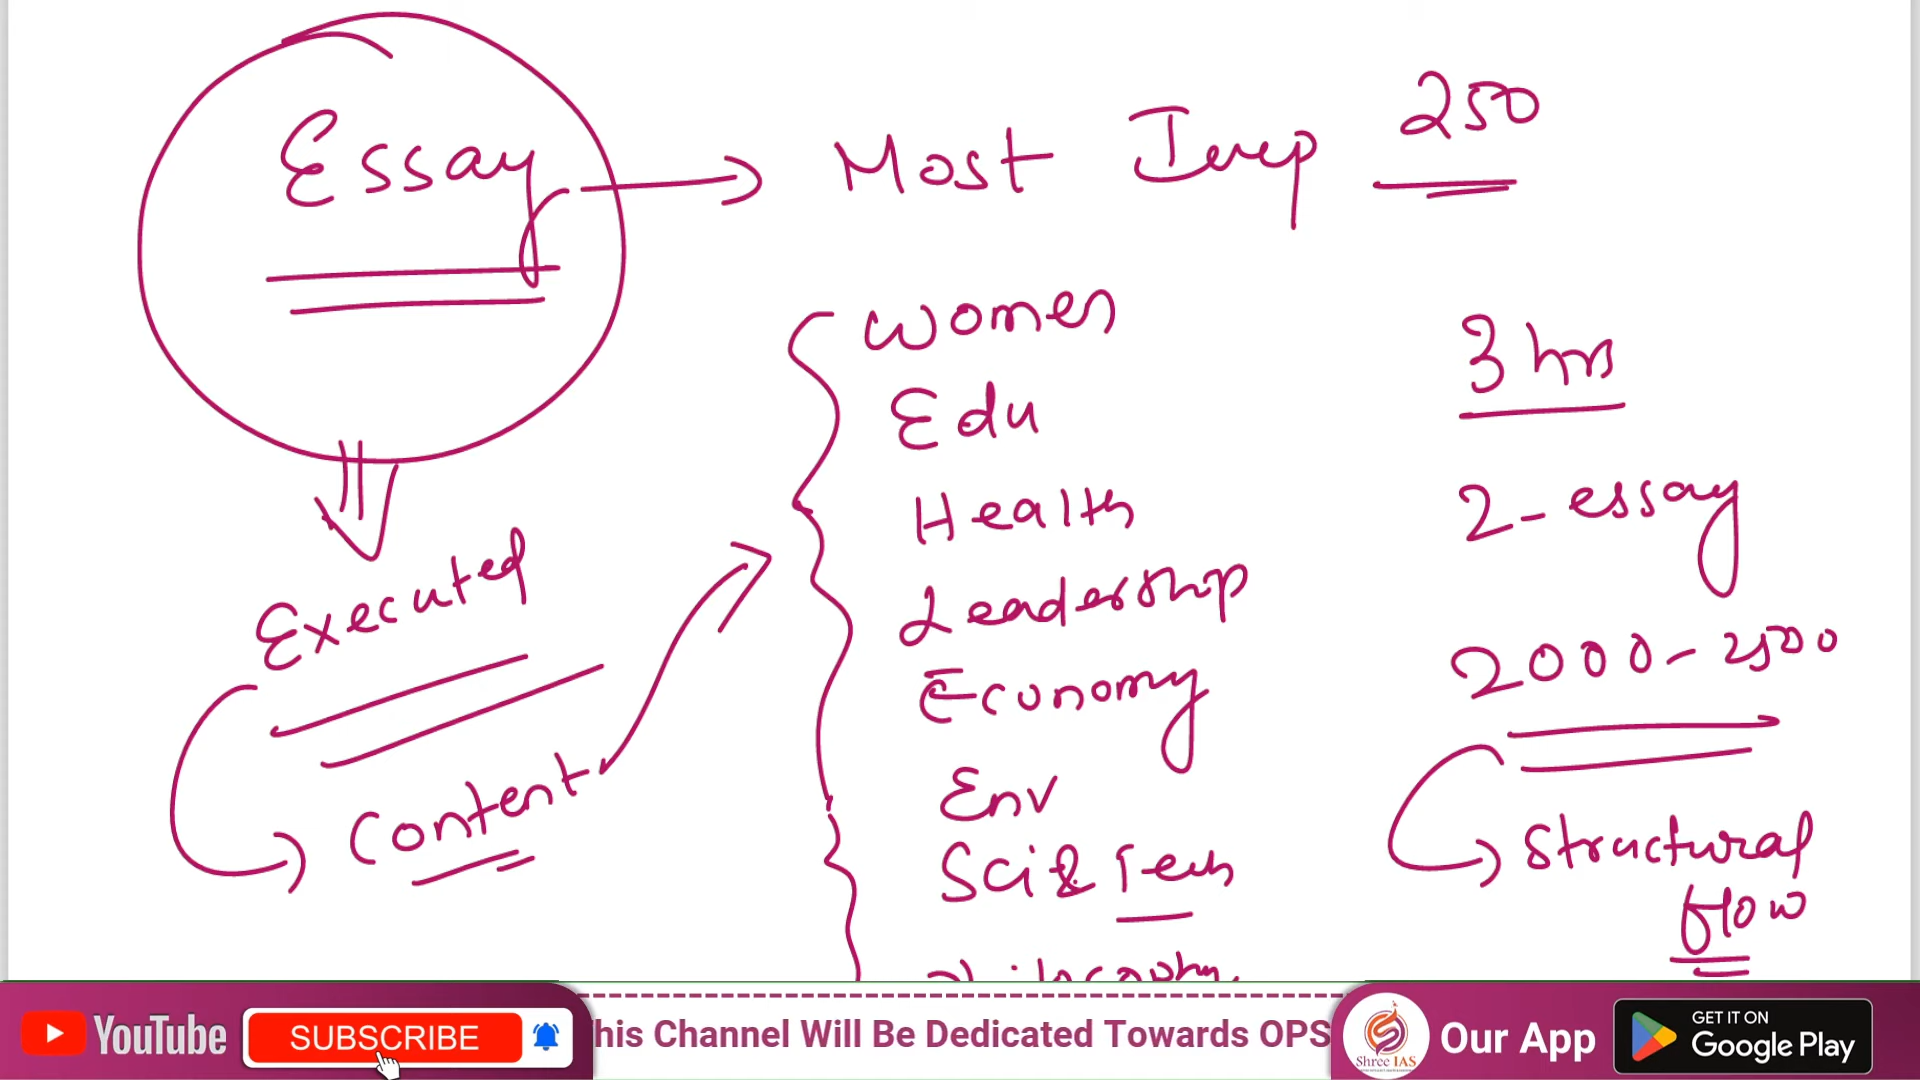 Essay
Most Imp 250
Women
Edu
Health
Leadership
Economy
Env
Sci & Tech
Philosophy
3 hrs
2 - essay
2000 - 2500
Structural
flow
Executed
Content
YouTube
SUBSCRIBE
his Channel Will Be Dedicated Towards OPS
Shree IAS
Our App
GET IT ON
Google Play